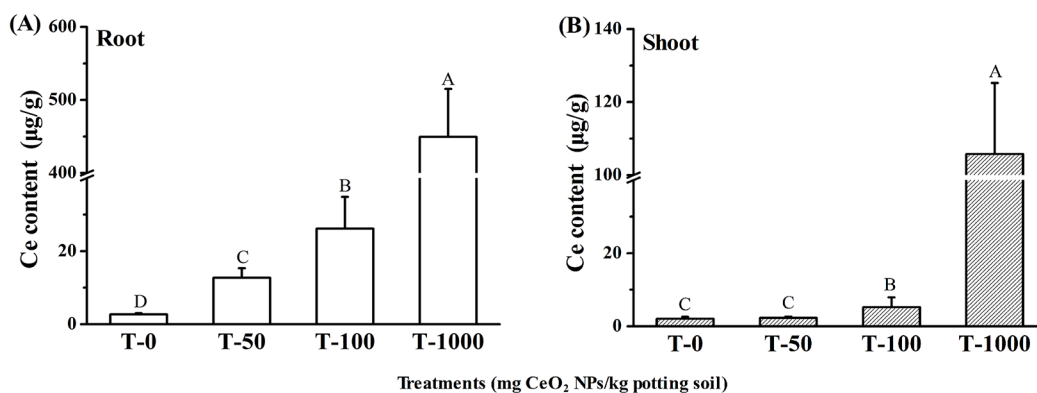 (A)
Root
Ce content (μg/g)
600
500
400
20
0
D
C
B
A
T-0
T-50
T-100
T-1000
(B)
Shoot
Ce content (μg/g)
140
120
100
20
0
C
C
B
A
T-0
T-50
T-100
T-1000
Treatments (mg CeO₂ NPs/kg potting soil)